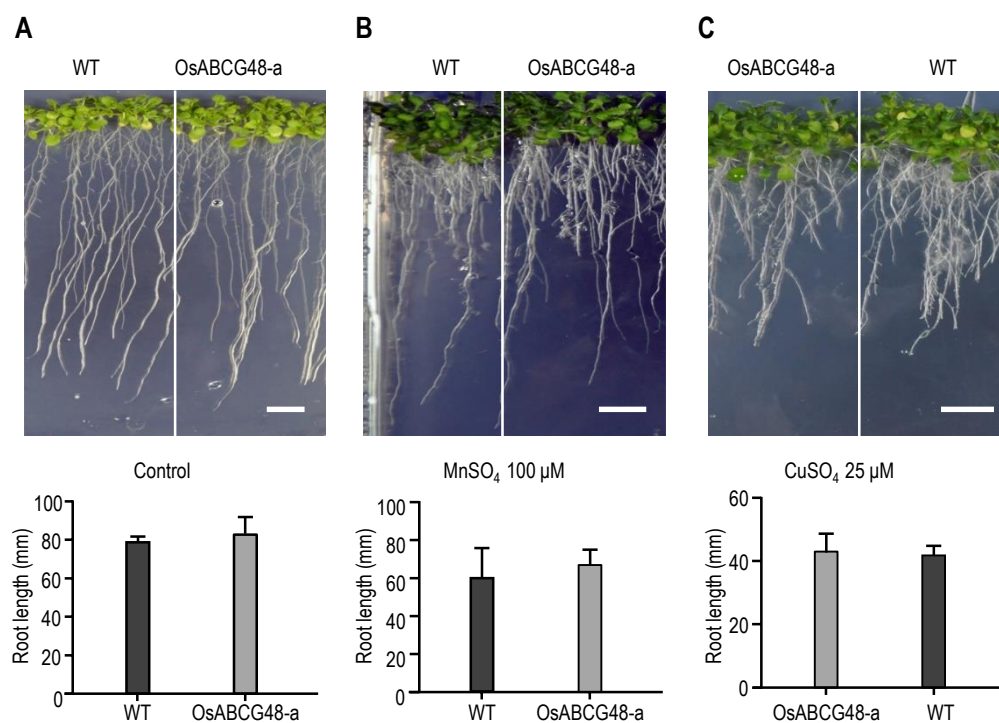 A
B
C
WT
OsABCG48-a
WT
OsABCG48-a
OsABCG48-a
WT
Control
MnSO₄ 100 µM
CuSO₄ 25 µM
Root length (mm)
100
80
60
40
20
0
WT
OsABCG48-a
Root length (mm)
100
80
60
40
20
0
WT
OsABCG48-a
Root length (mm)
60
40
20
0
OsABCG48-a
WT